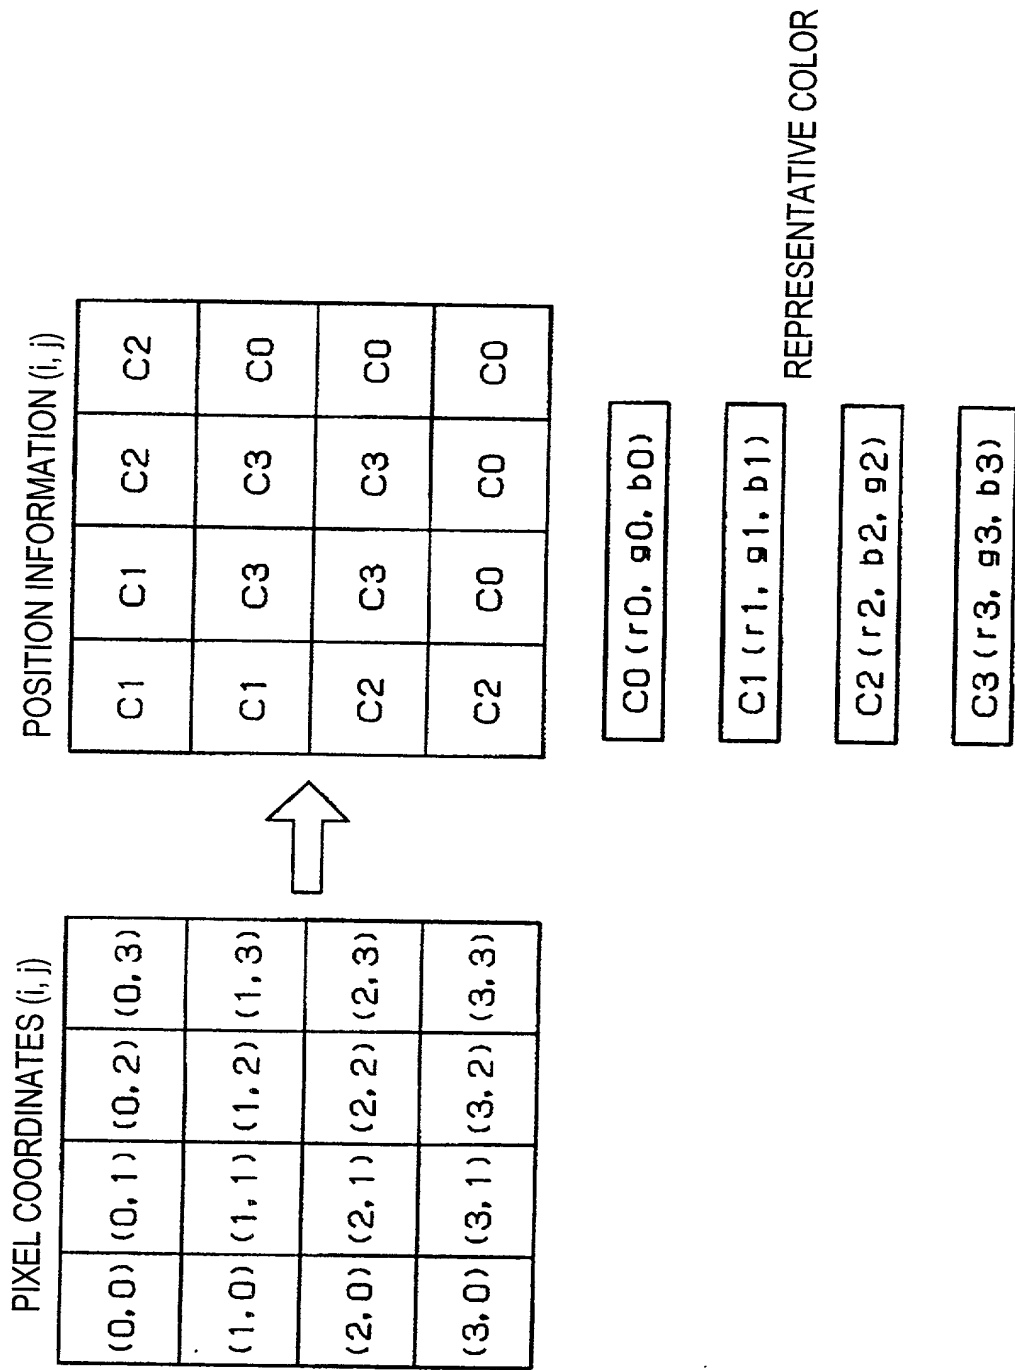 PIXEL COORDINATES (i, j)
(0, 0) (0, 1) (0, 2) (0, 3)
(1, 0) (1, 1) (1, 2) (1, 3)
(2, 0) (2, 1) (2, 2) (2, 3)
(3, 0) (3, 1) (3, 2) (3, 3)
POSITION INFORMATION (i, j)
C1 C1 C2 C2
C1 C3 C3 C0
C2 C3 C3 C0
C2 C0 C0 C0
C0 (r0, g0, b0)
C1 (r1, g1, b1)
C2 (r2, b2, g2)
C3 (r3, g3, b3)
REPRESENTATIVE COLOR